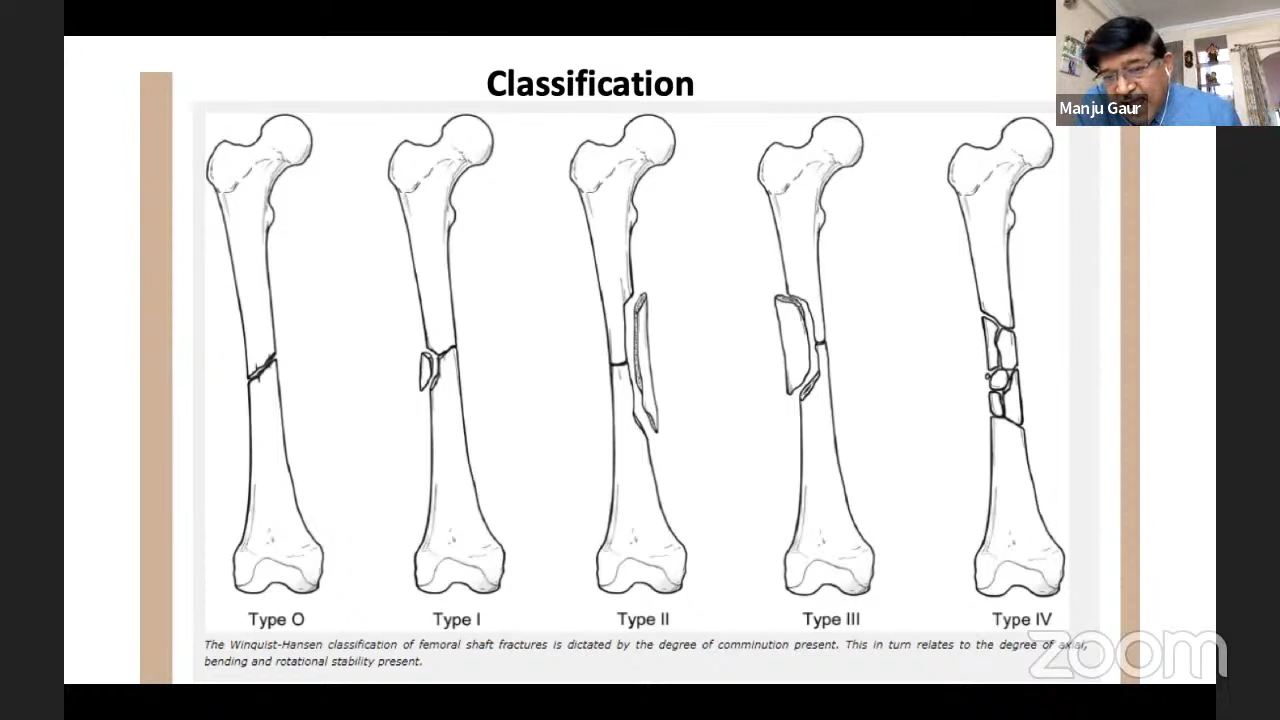 Classification
Manju Gaur
Type O
Type I
Type II
Type III
Type IV
The Winquist-Hansen classification of femoral shaft fractures is dictated by the degree of comminution present. This in turn relates to the degree of axial,
bending and rotational stability present.
zoom